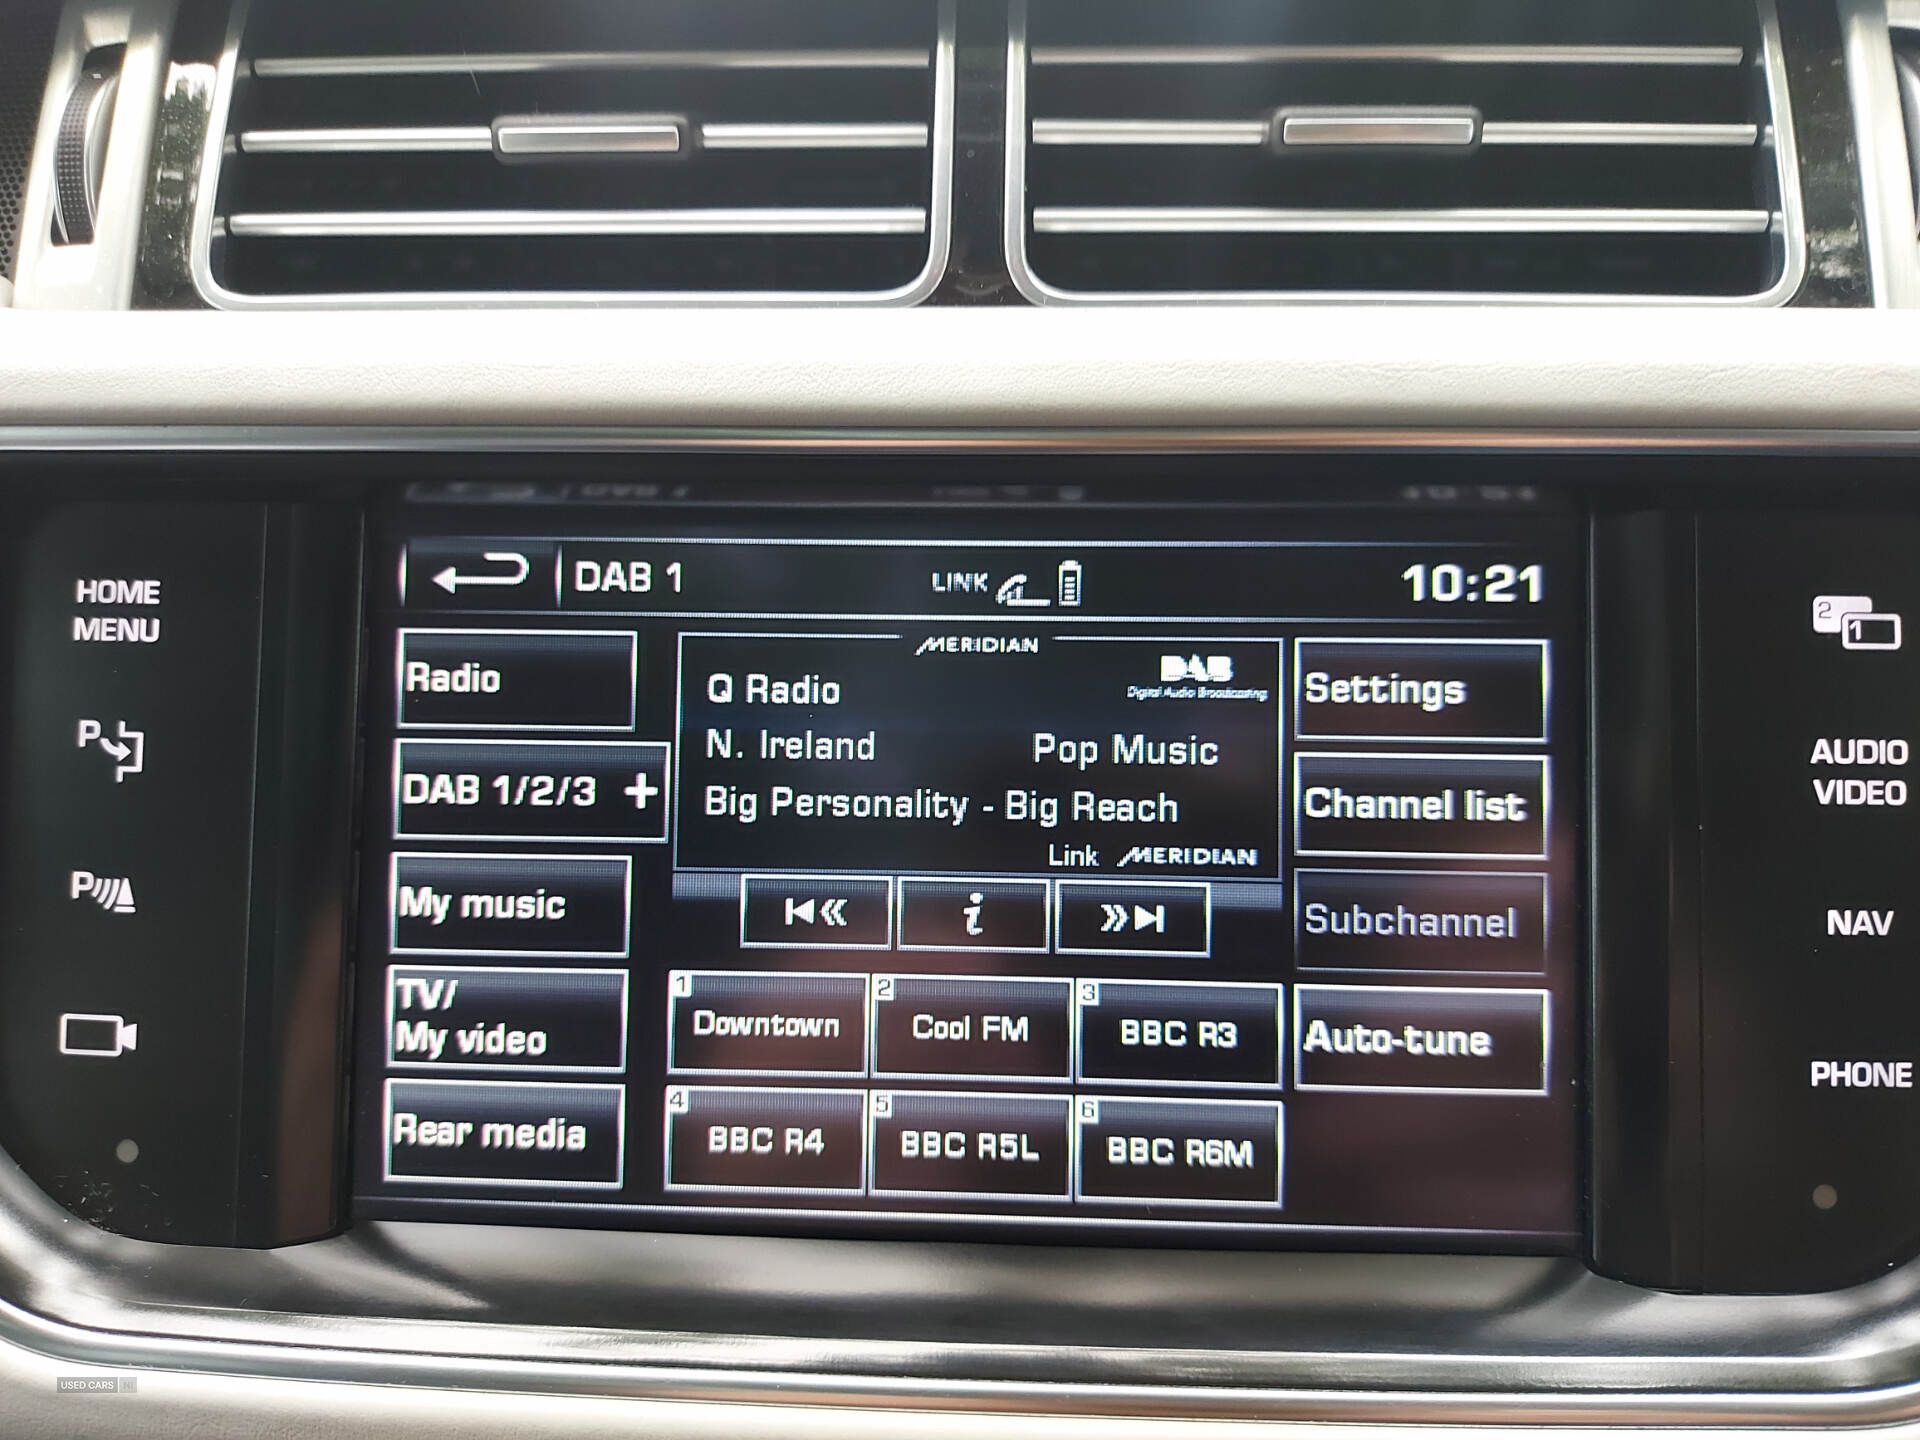 DAB 1
LINK
10:21
HOME
MENU
P
P
Radio
DAB 1/2/3 +
My music
TV/
My video
Rear media
MERIDIAN
DAB
Digital Audio Broadcasting
Q Radio
N. Ireland Pop Music
Big Personality - Big Reach
Link MERIDIAN
i
1 Downtown
2 Cool FM
3 BBC R3
4 BBC R4
5 BBC R5L
6 BBC R6M
Settings
Channel list
Subchannel
Auto-tune
2
1
AUDIO
VIDEO
NAV
PHONE
USED CARS NI